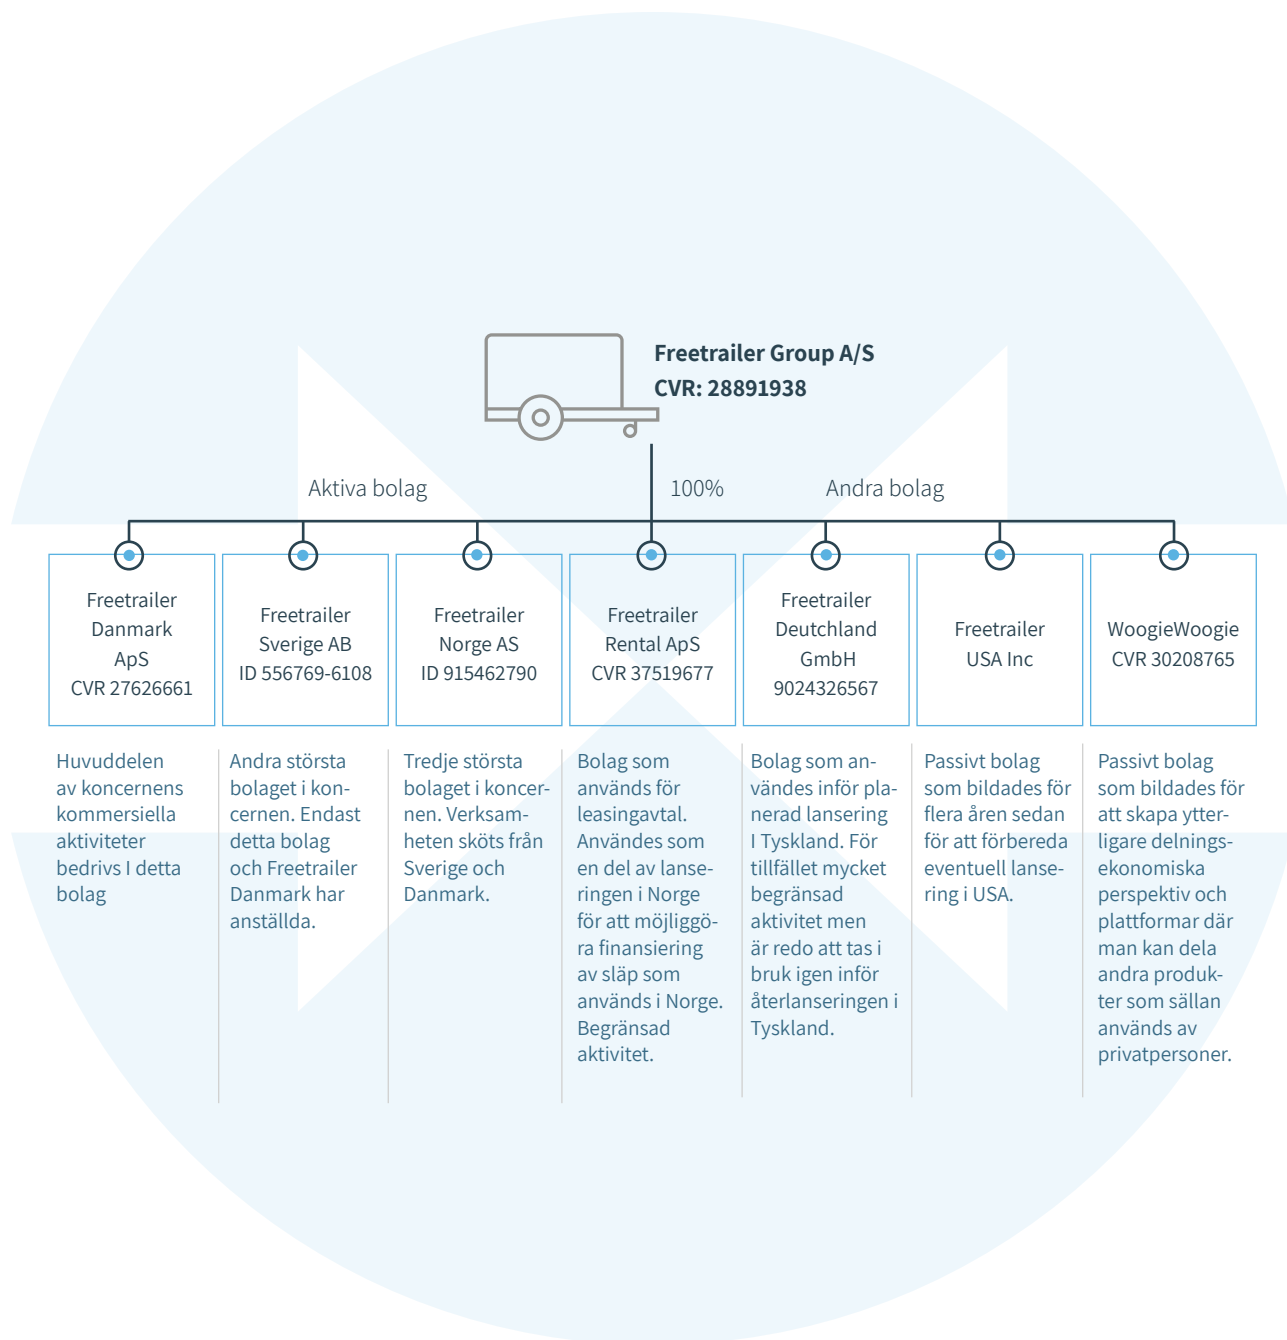 Freetrailer Group A/S
CVR: 28891938
Aktiva bolag
100%
Andra bolag
Freetrailer
Danmark
ApS
CVR 27626661
Freetrailer
Sverige AB
ID 556769-6108
Freetrailer
Norge AS
ID 915462790
Freetrailer
Rental ApS
CVR 37519677
Freetrailer
Deutchland
GmbH
9024326567
Freetrailer
USA Inc
WoogieWoogie
CVR 30208765
Huvuddelen
av koncernens
kommersiella
aktiviteter
bedrivs I detta
bolag
Andra största
bolaget i kon-
cernen. Endast
detta bolag
och Freetrailer
Danmark har
anställda.
Tredje största
bolaget i koncer-
nen. Verksam-
heten sköts från
Sverige och
Danmark.
Bolag som
används för
leasingavtal.
Användes som
en del av lanse-
ringen i Norge
för att möjliggö-
ra finansiering
av släp som
används i Norge.
Begränsad
aktivitet.
Bolag som an-
vändes inför pla-
nerad lansering
I Tyskland. För
tillfället mycket
begränsad
aktivitet men
är redo att tas i
bruk igen inför
återlanseringen i
Tyskland.
Passivt bolag
som bildades för
flera åren sedan
för att förbereda
eventuell lanse-
ring i USA.
Passivt bolag
som bildades för
att skapa ytter-
ligare delnings-
ekonomiska
perspektiv och
plattformar där
man kan dela
andra produk-
ter som sällan
används av
privatpersoner.